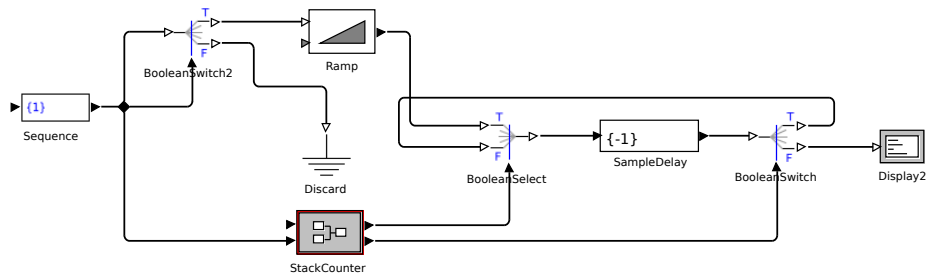 T
F
BooleanSwitch2
Ramp
{1}
Sequence
Discard
T
F
BooleanSelect
{-1}
SampleDelay
T
F
BooleanSwitch
Display2
StackCounter